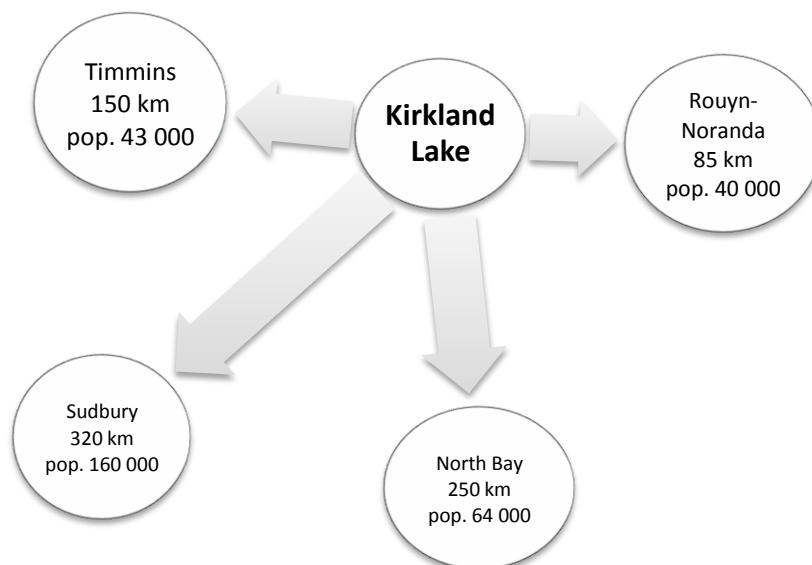 Timmins
150 km
pop. 43 000
Kirkland
Lake
Rouyn-
Noranda
85 km
pop. 40 000
Sudbury
320 km
pop. 160 000
North Bay
250 km
pop. 64 000